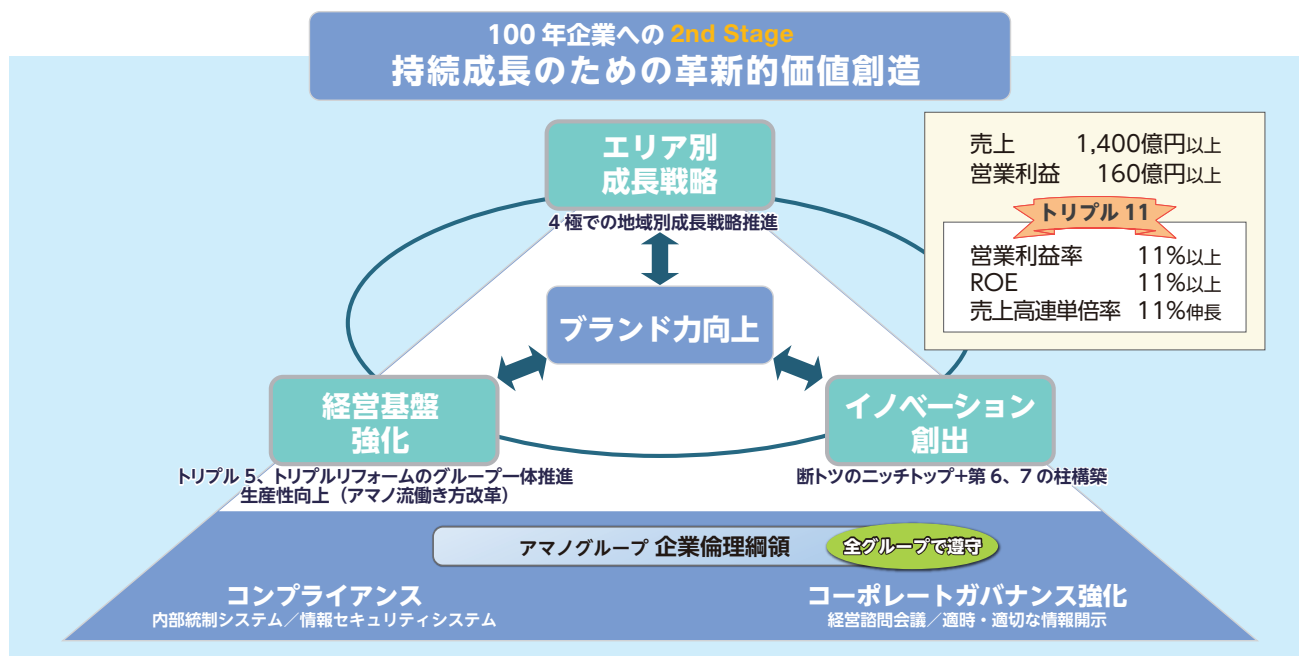 100年企業への 2nd Stage
持続成長のための革新的価値創造
エリア別
成長戦略
4極での地域別成長戦略推進
売上 1,400億円以上
営業利益 160億円以上
トリプル 11
営業利益率 11%以上
ROE 11%以上
売上高連単倍率 11%伸長
ブランド力向上
経営基盤
強化
トリプル5、トリプルリフォームのグループ一体推進
生産性向上（アマノ流働き方改革）
イノベーション
創出
断トツのニッチトップ+第6、7の柱構築
アマノグループ 企業倫理綱領
全グループで遵守
コンプライアンス
内部統制システム／情報セキュリティシステム
コーポレートガバナンス強化
経営諮問会議／適時・適切な情報開示